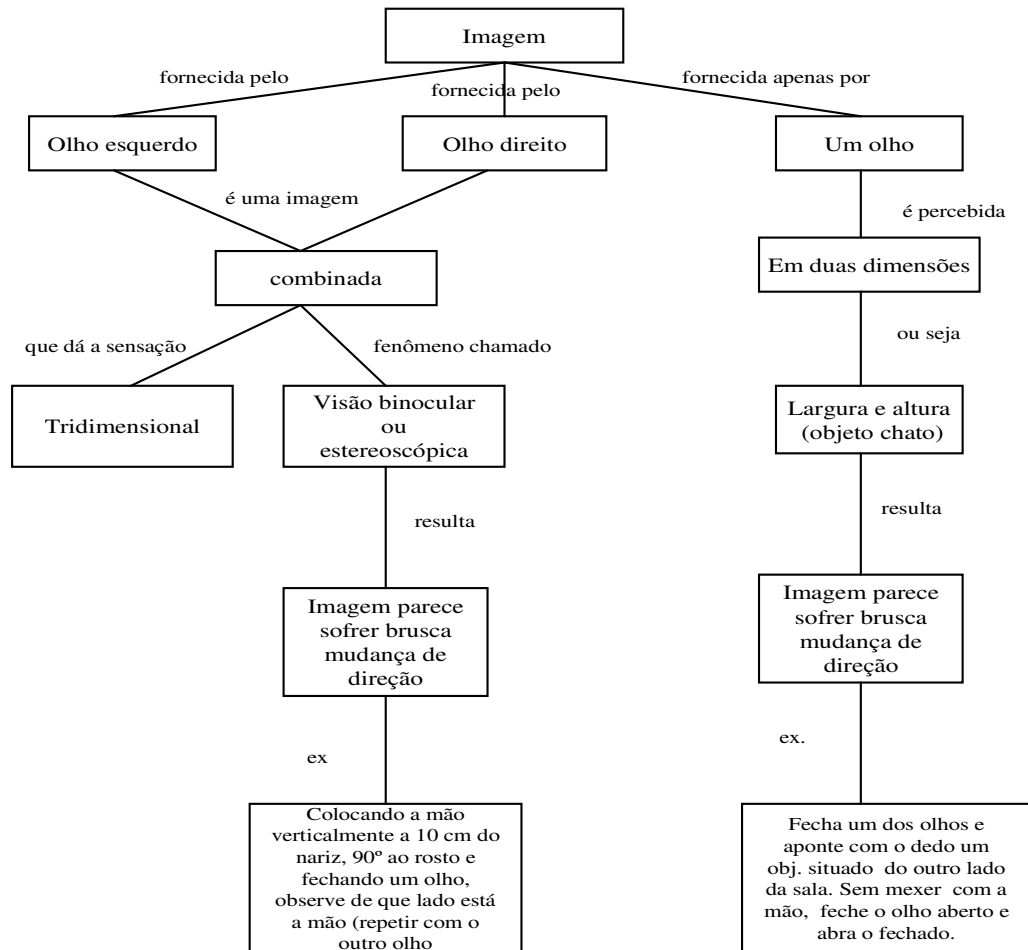 Imagem
fornecida pelo
fornecida pelo
fornecida apenas por
Olho esquerdo
Olho direito
Um olho
é uma imagem
é percebida
combinada
Em duas dimensões
que dá a sensação
fenômeno chamado
ou seja
Tridimensional
Visão binocular
ou
estereoscópica
Largura e altura
(objeto chato)
resulta
resulta
Imagem parece
sofrer brusca
mudança de
direção
Imagem parece
sofrer brusca
mudança de
direção
ex
ex.
Colocando a mão
verticalmente a 10 cm do
nariz, 90º ao rosto e
fechando um olho,
observe de que lado está
a mão (repetir com o
outro olho
Fecha um dos olhos e
aponte com o dedo um
obj. situado do outro lado
da sala. Sem mexer com a
mão, feche o olho aberto e
abra o fechado.